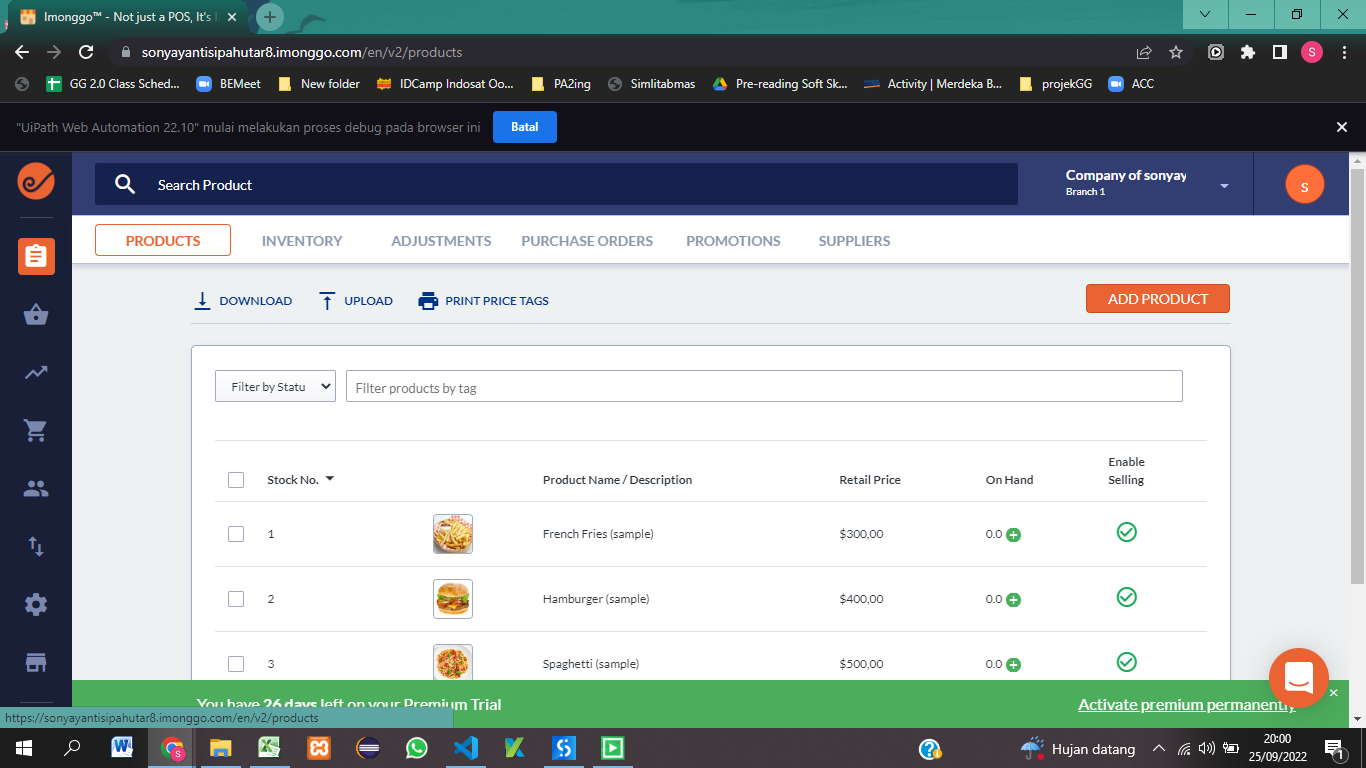 Imonggo™ - Not just a POS, It's
sonyayantisipahutar8.imonggo.com/en/v2/products
S
GG 2.0 Class Sched...
BEMeet
New folder
IDCamp Indosat Oo...
PA2ing
Simlitabmas
Pre-reading Soft Sk...
Activity | Merdeka B...
projekGG
ACC
"UiPath Web Automation 22.10" mulai melakukan proses debug pada browser ini
Batal
Search Product
Company of sonyay
Branch 1
s
PRODUCTS
INVENTORY
ADJUSTMENTS
PURCHASE ORDERS
PROMOTIONS
SUPPLIERS
DOWNLOAD
UPLOAD
PRINT PRICE TAGS
ADD PRODUCT
Filter by Statu
Filter products by tag
Stock No.
Product Name / Description
Retail Price
On Hand
Enable
Selling
1
French Fries (sample)
$300,00
0.0
2
Hamburger (sample)
$400,00
0.0
3
Spaghetti (sample)
$500,00
0.0
You have 26 days left on your Premium Trial
Activate premium permanently
https://sonyayantisipahutar8.imonggo.com/en/v2/products
Hujan datang
20:00
25/09/2022
1